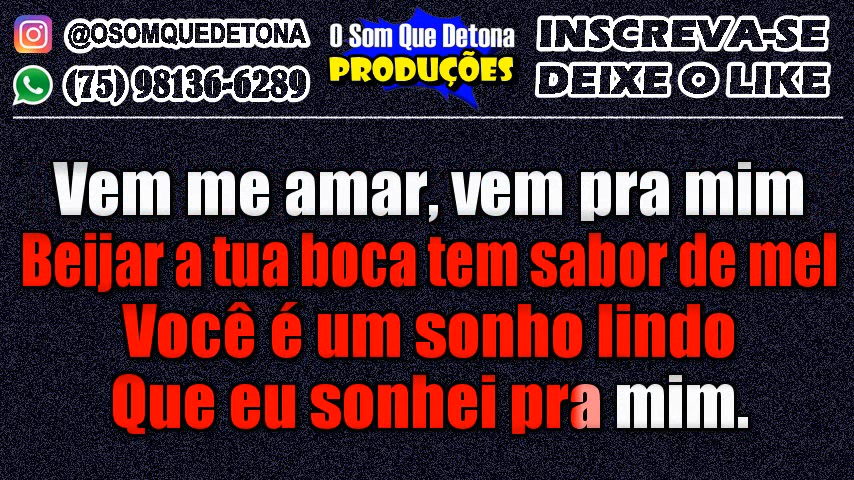 @OSOMQUEDETONA
(75) 98136-6289
O Som Que Detona
PRODUÇÕES
INSCREVA-SE
DEIXE O LIKE
Vem me amar, vem pra mim
Beijar a tua boca tem sabor de mel
Você é um sonho lindo
Que eu sonhei pra mim.